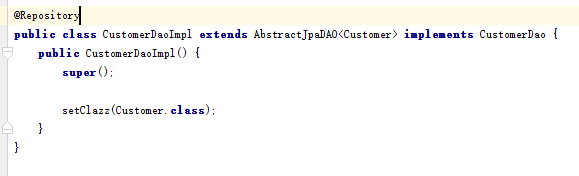 @Repository
public class CustomerDaoImpl extends AbstractJpaDAO<Customer> implements CustomerDao {
    public CustomerDaoImpl() {
        super();
        setClazz(Customer.class);
    }
}